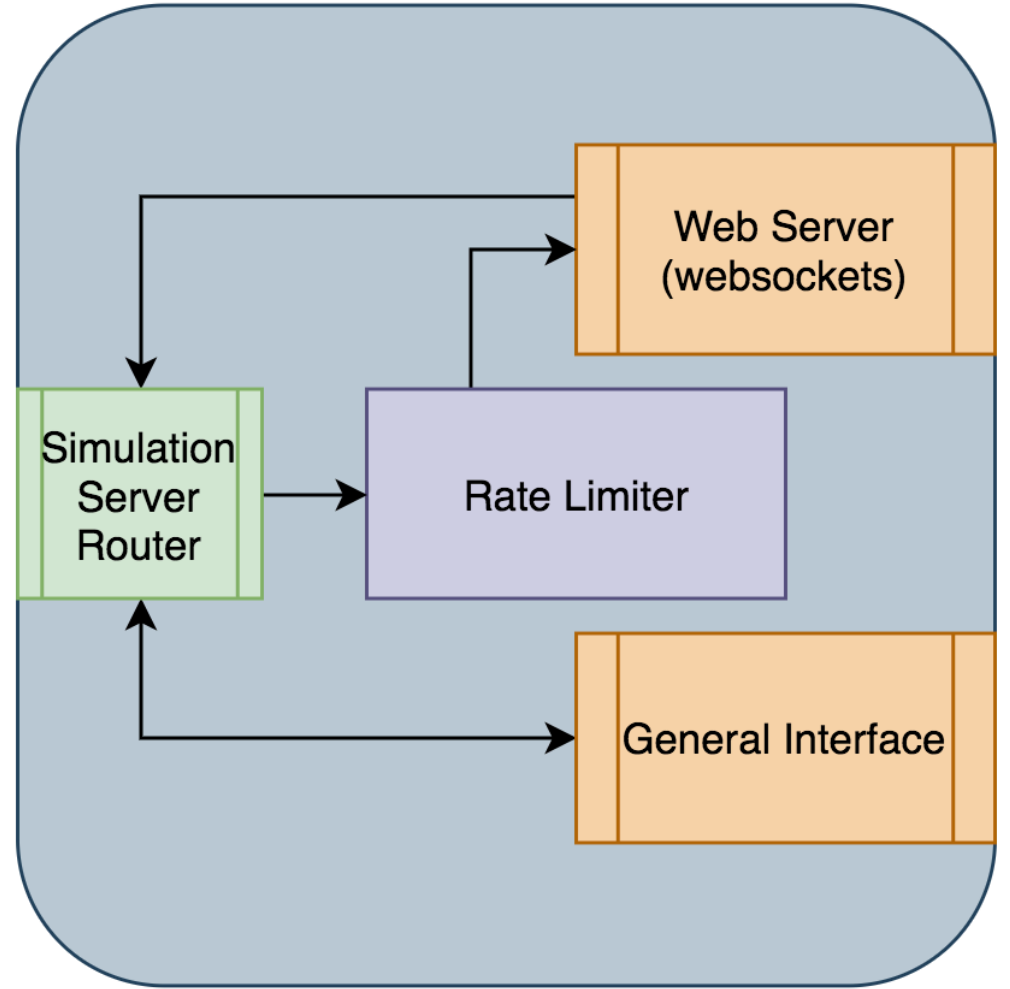 Web Server
(websockets)
Simulation
Server
Router
Rate Limiter
General Interface